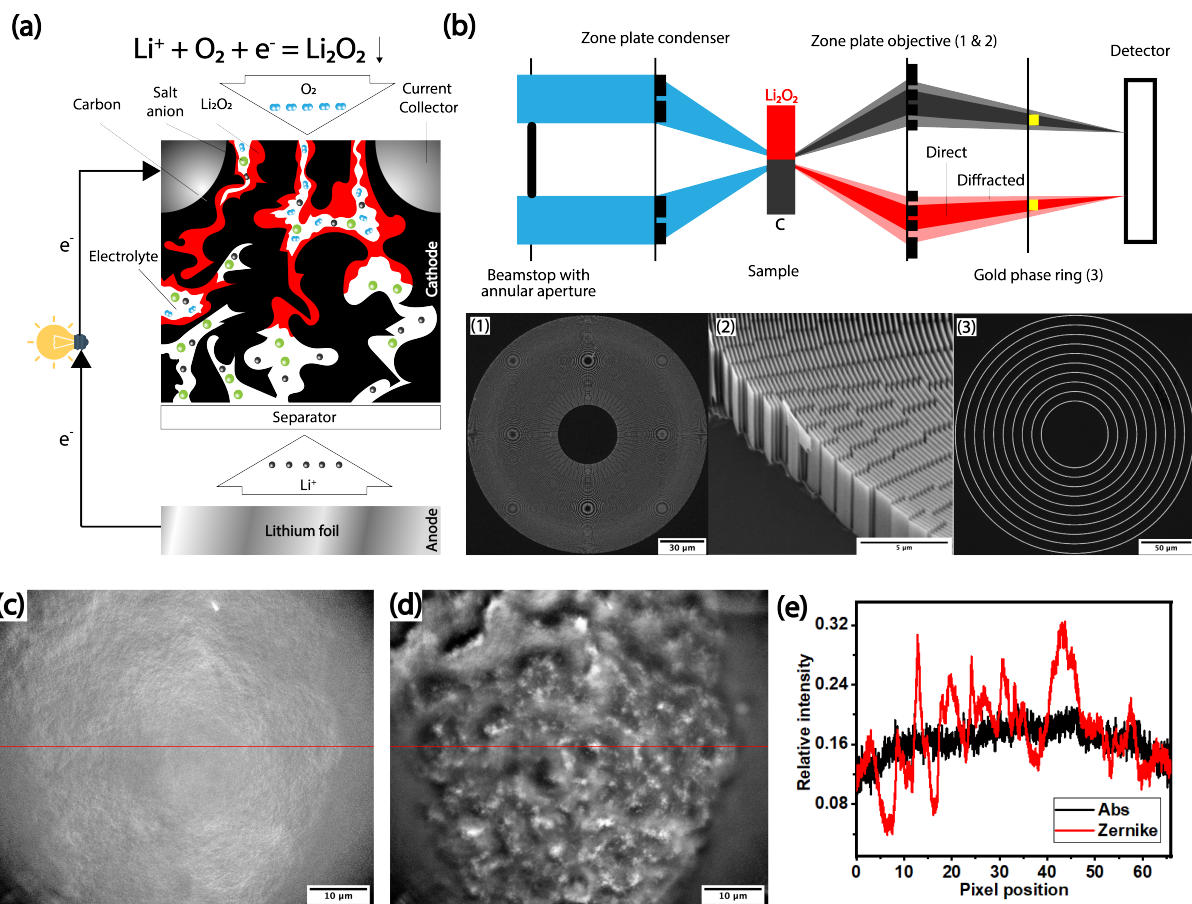 (a)
Li⁺ + O₂ + e⁻ = Li₂O₂ ↓
O₂
Carbon
Salt
anion
Li₂O₂
Current
Collector
e⁻
Electrolyte
Cathode
Separator
e⁻
Li⁺
Lithium foil
Anode
(b)
Zone plate condenser
Zone plate objective (1 & 2)
Detector
Li₂O₂
Direct
Diffracted
C
Beamstop with
annular aperture
Sample
Gold phase ring (3)
(1)
30 µm
(2)
5 µm
(3)
50 µm
(c)
10 µm
(d)
10 µm
(e)
Relative intensity
0.32
0.24
0.16
0.08
Abs
Zernike
0 10 20 30 40 50 60
Pixel position